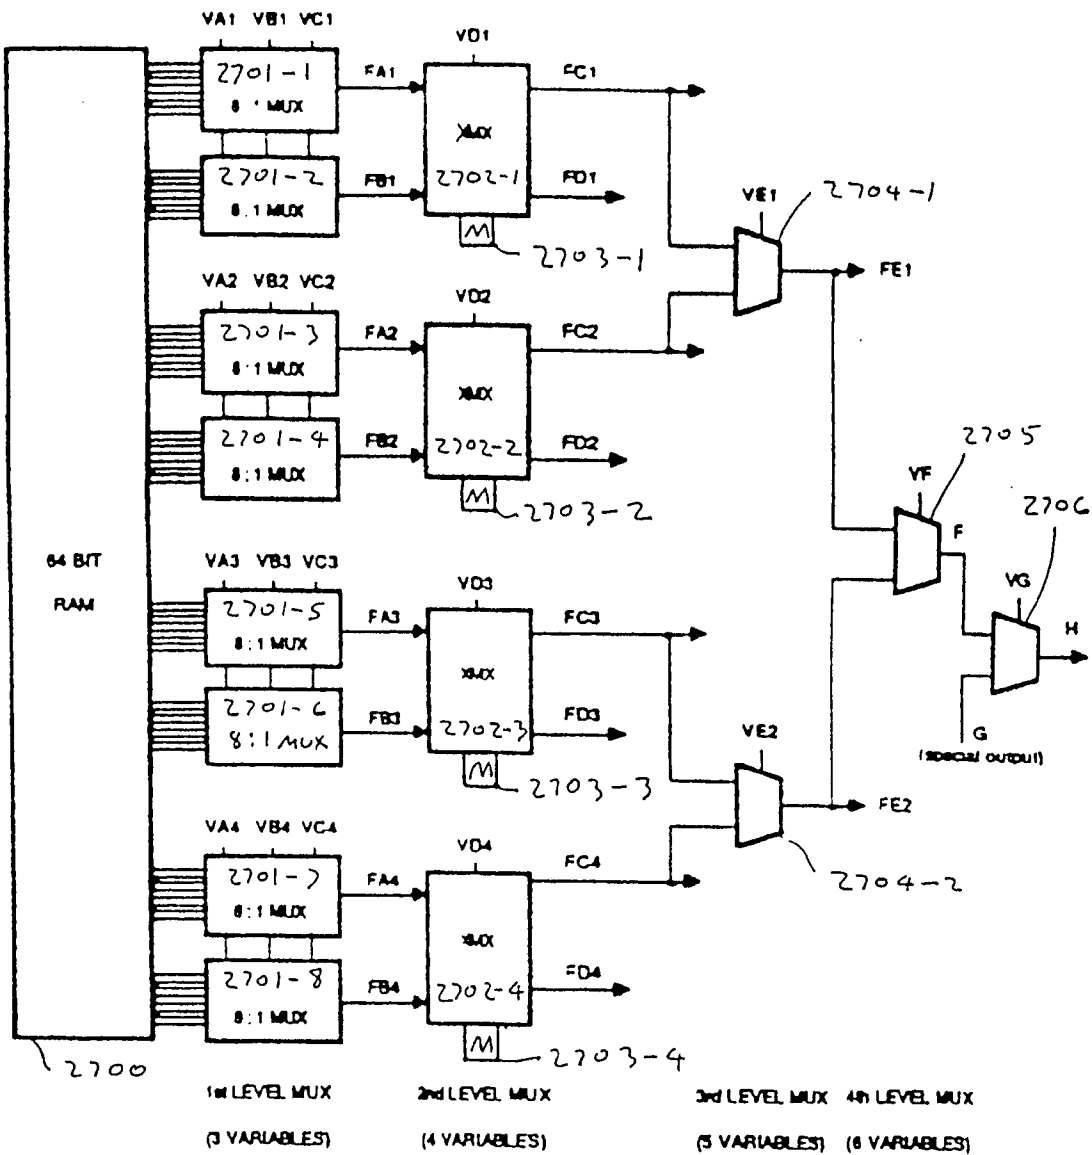 VA1 VB1 VC1
VD1
2701-1
8:1 MUX
FA1
FC1
XMX
2701-2
8:1 MUX
FB1
2702-1
FD1
M
2703-1
VE1
2704-1
FE1
VA2 VB2 VC2
VD2
2701-3
8:1 MUX
FA2
FC2
XMX
2701-4
8:1 MUX
FB2
2702-2
FD2
M
2703-2
2705
VF
F
2706
VG
H
G
(special output)
64 BIT
RAM
VA3 VB3 VC3
VD3
2701-5
8:1 MUX
FA3
FC3
XMX
2701-6
8:1 MUX
FB3
2702-3
FD3
M
2703-3
VE2
FE2
2704-2
VA4 VB4 VC4
VD4
2701-7
8:1 MUX
FA4
FC4
XMX
2701-8
8:1 MUX
FB4
2702-4
FD4
M
2703-4
2700
1st LEVEL MUX
(3 VARIABLES)
2nd LEVEL MUX
(4 VARIABLES)
3rd LEVEL MUX
(5 VARIABLES)
4th LEVEL MUX
(6 VARIABLES)